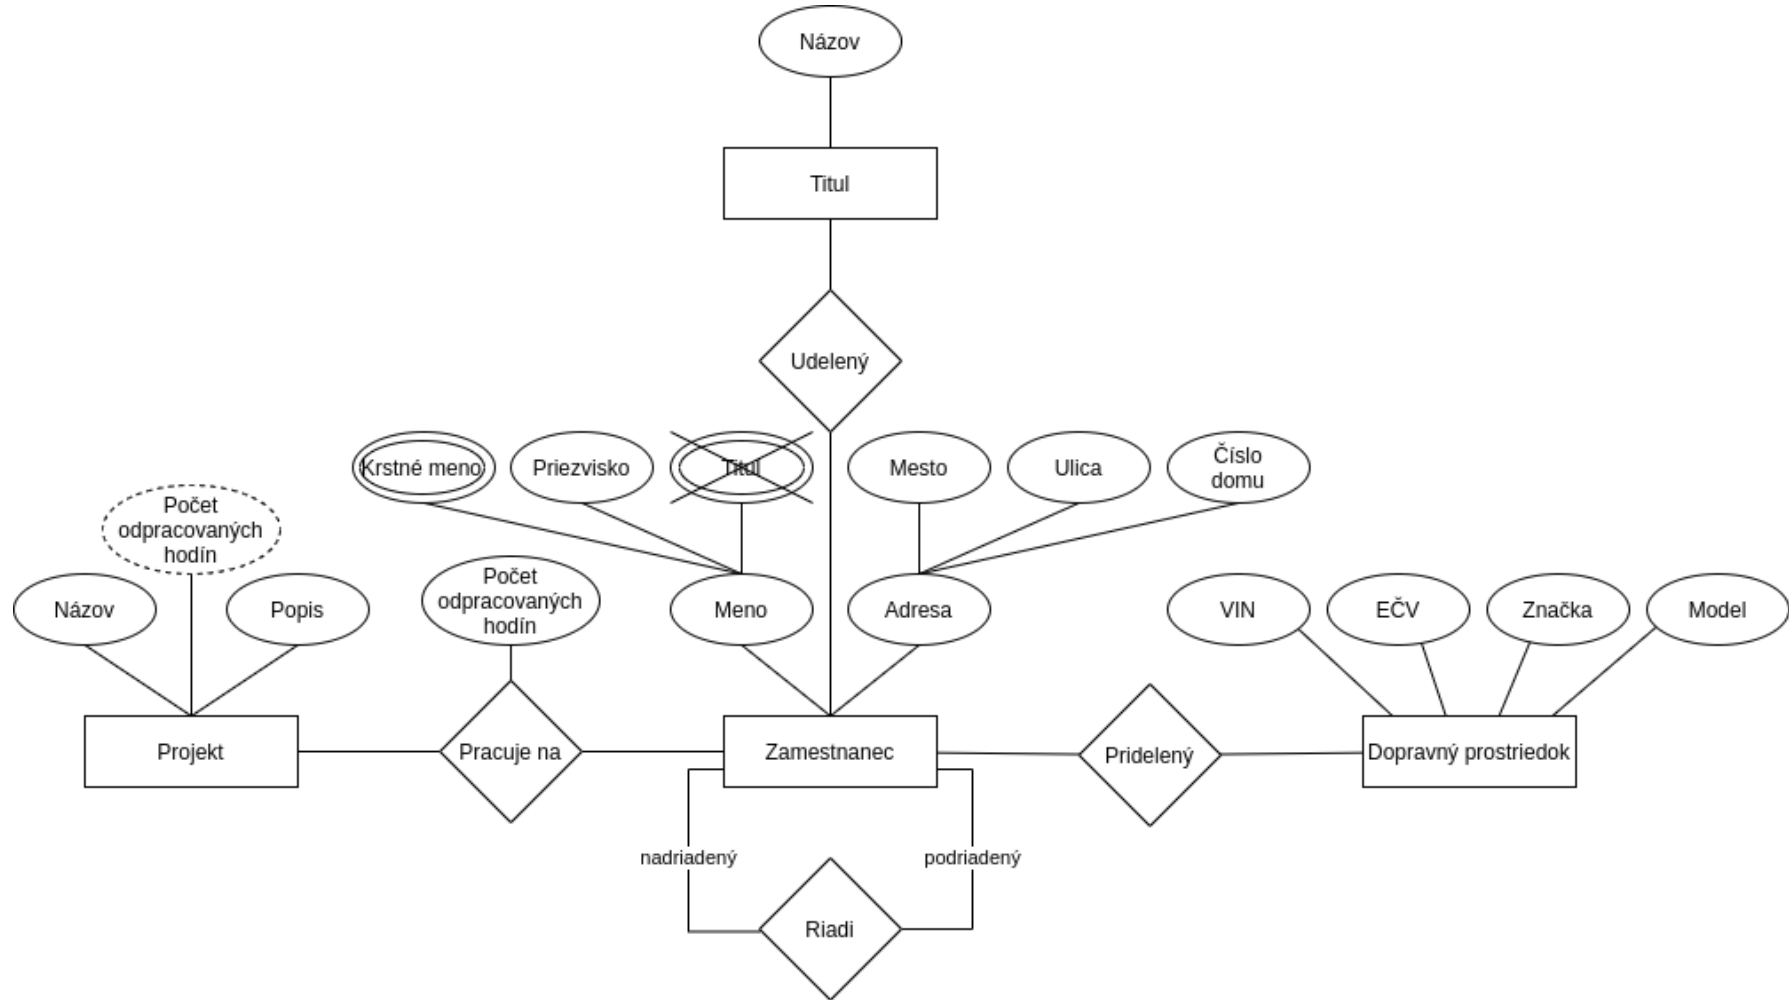 Názov
Titul
Udelený
Krstné meno
Priezvisko
Titul
Mesto
Ulica
Číslo
domu
Počet
odpracovaných
hodín
Názov
Popis
Počet
odpracovaných
hodín
Meno
Adresa
VIN
EČV
Značka
Model
Projekt
Pracuje na
Zamestnanec
Pridelený
Dopravný prostriedok
nadriadený
podriadený
Riadi